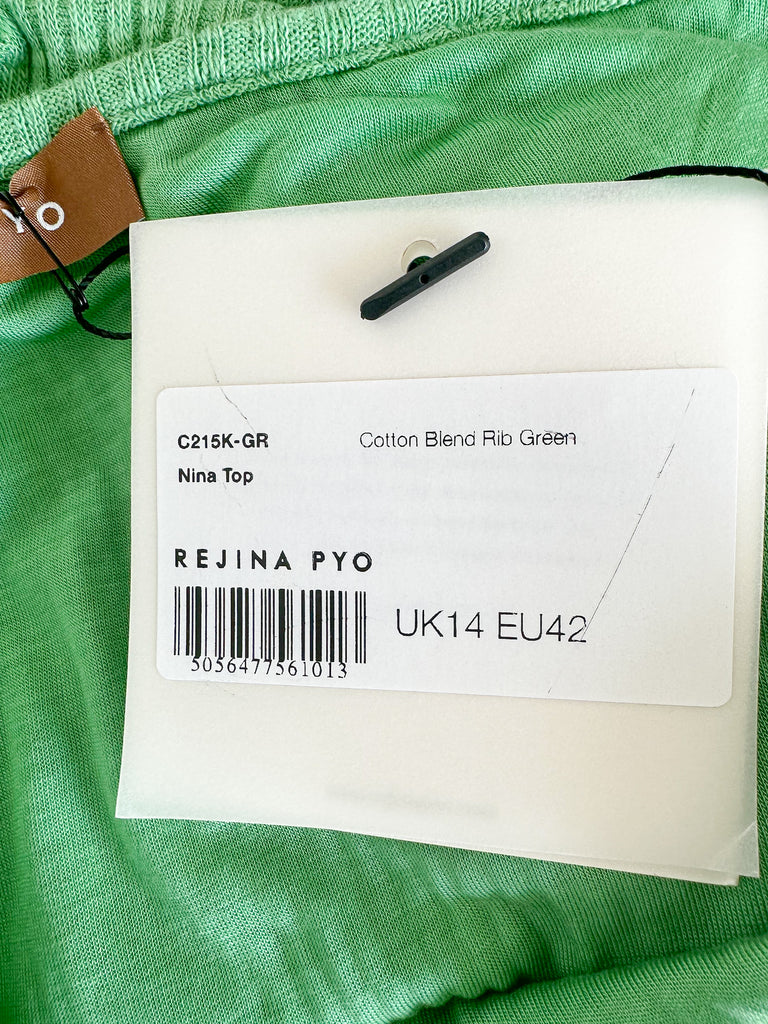 YO
C215K-GR Cotton Blend Rib Green
Nina Top
REJINA PYO
UK14 EU42
5056477561013